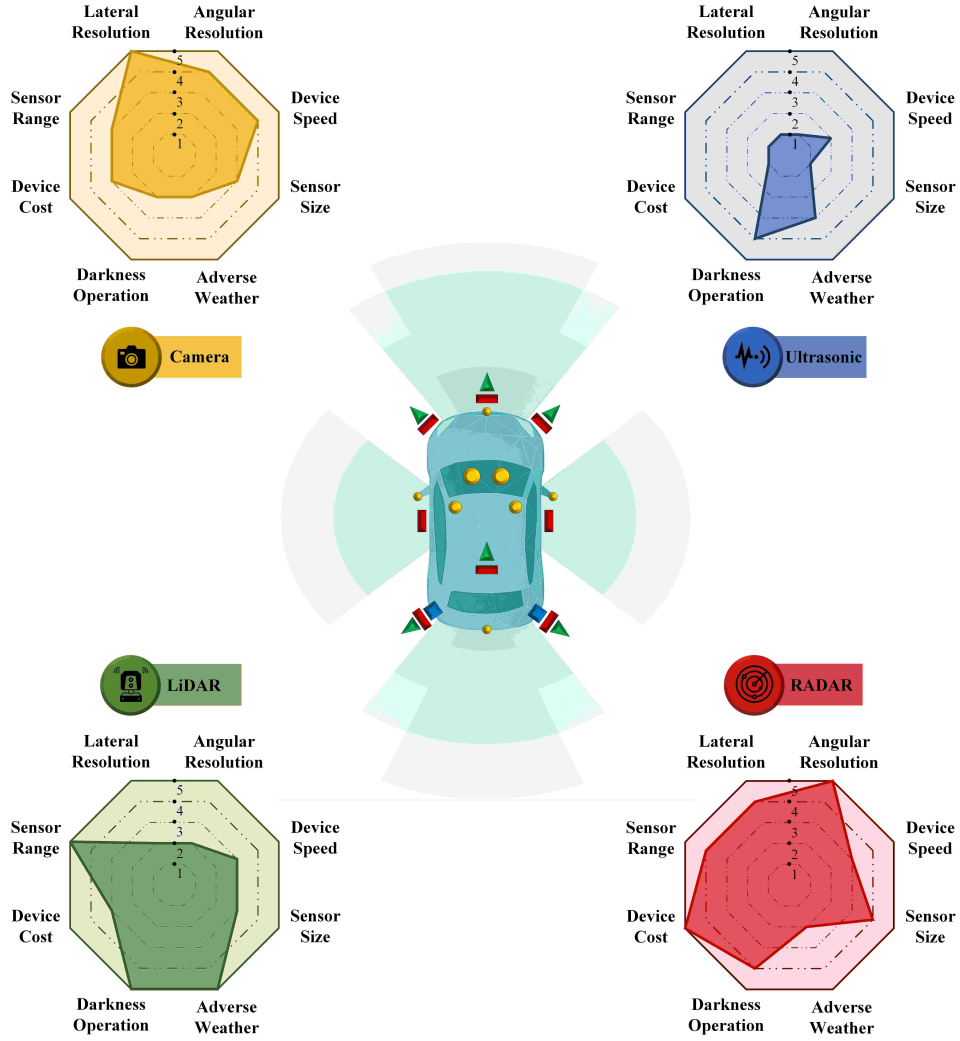 Lateral
Resolution
Angular
Resolution
Sensor
Range
Device
Speed
Device
Cost
Sensor
Size
Darkness
Operation
Adverse
Weather
5
4
3
2
1
Camera
Lateral
Resolution
Angular
Resolution
Sensor
Range
Device
Speed
Device
Cost
Sensor
Size
Darkness
Operation
Adverse
Weather
5
4
3
2
1
Ultrasonic
LiDAR
Lateral
Resolution
Angular
Resolution
Sensor
Range
Device
Speed
Device
Cost
Sensor
Size
Darkness
Operation
Adverse
Weather
5
4
3
2
1
RADAR
Lateral
Resolution
Angular
Resolution
Sensor
Range
Device
Speed
Device
Cost
Sensor
Size
Darkness
Operation
Adverse
Weather
5
4
3
2
1